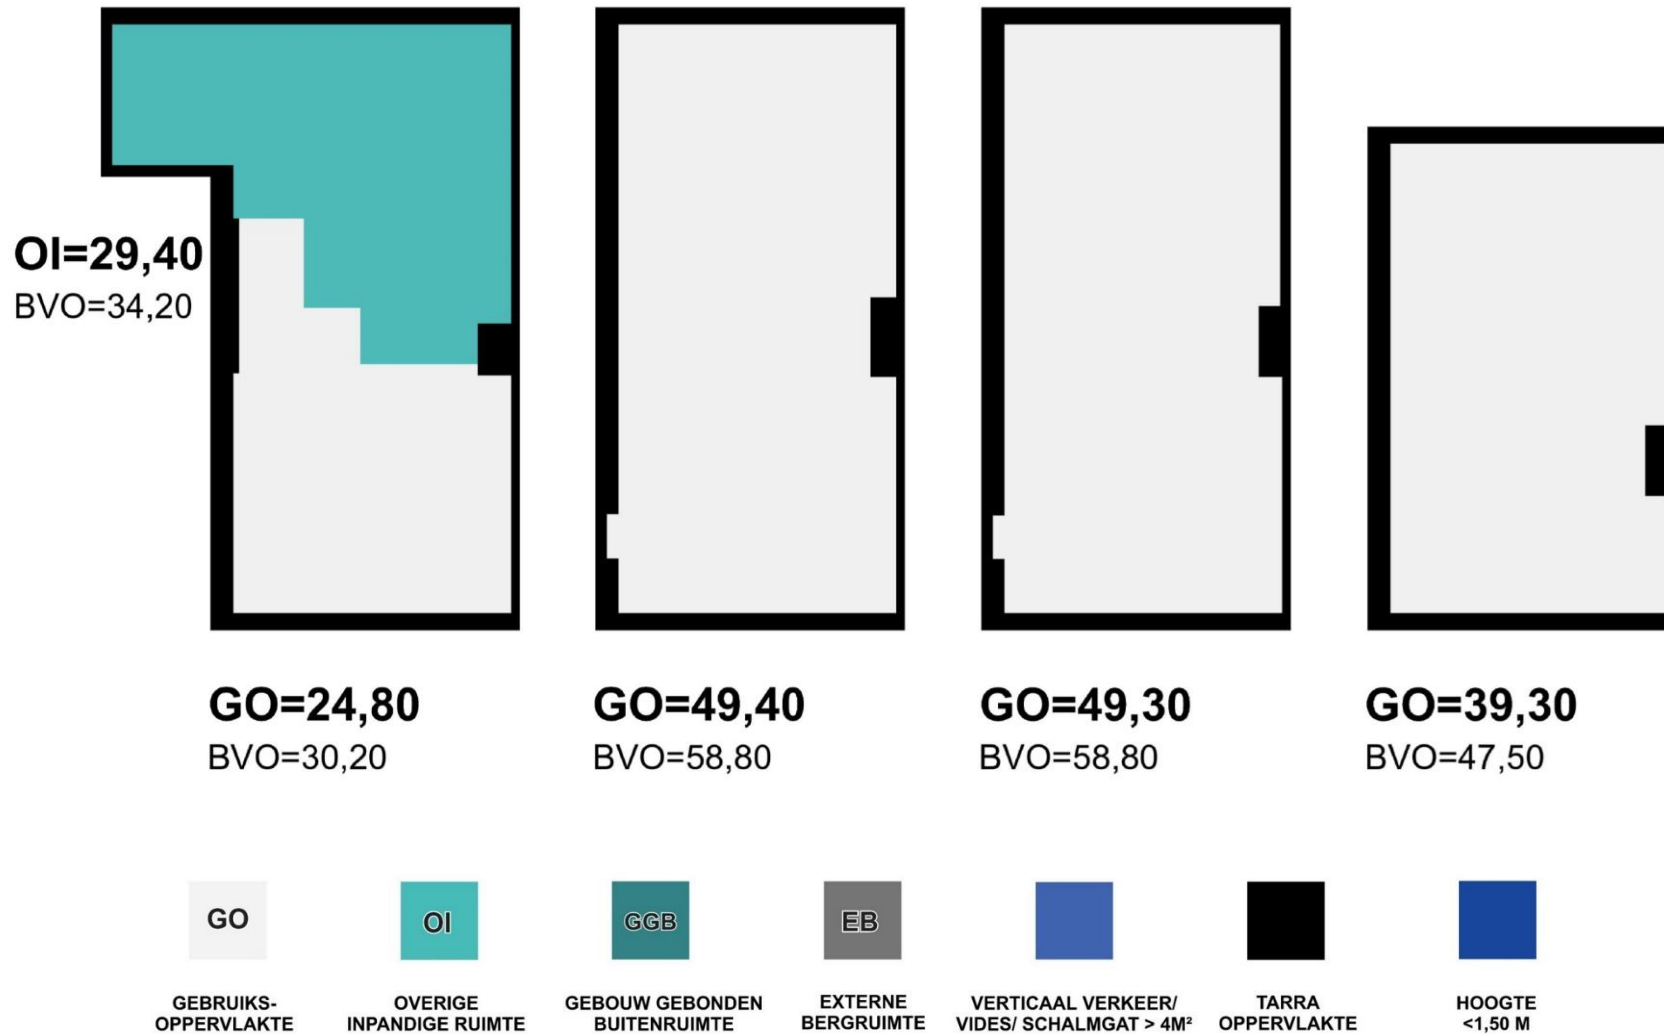 OI=29,40
BVO=34,20
GO=24,80
BVO=30,20
GO=49,40
BVO=58,80
GO=49,30
BVO=58,80
GO=39,30
BVO=47,50
GO
OI
GGB
EB
GEBRUIKS-
OPPERVLAKTE
OVERIGE
INPANDIGE RUIMTE
GEBOUW GEBONDEN
BUITENRUIMTE
EXTERNE
BERGRUIMTE
VERTICAAL VERKEER/
VIDES/ SCHALMGAT > 4M²
TARRA
OPPERVLAKTE
HOOGTE
<1,50 M